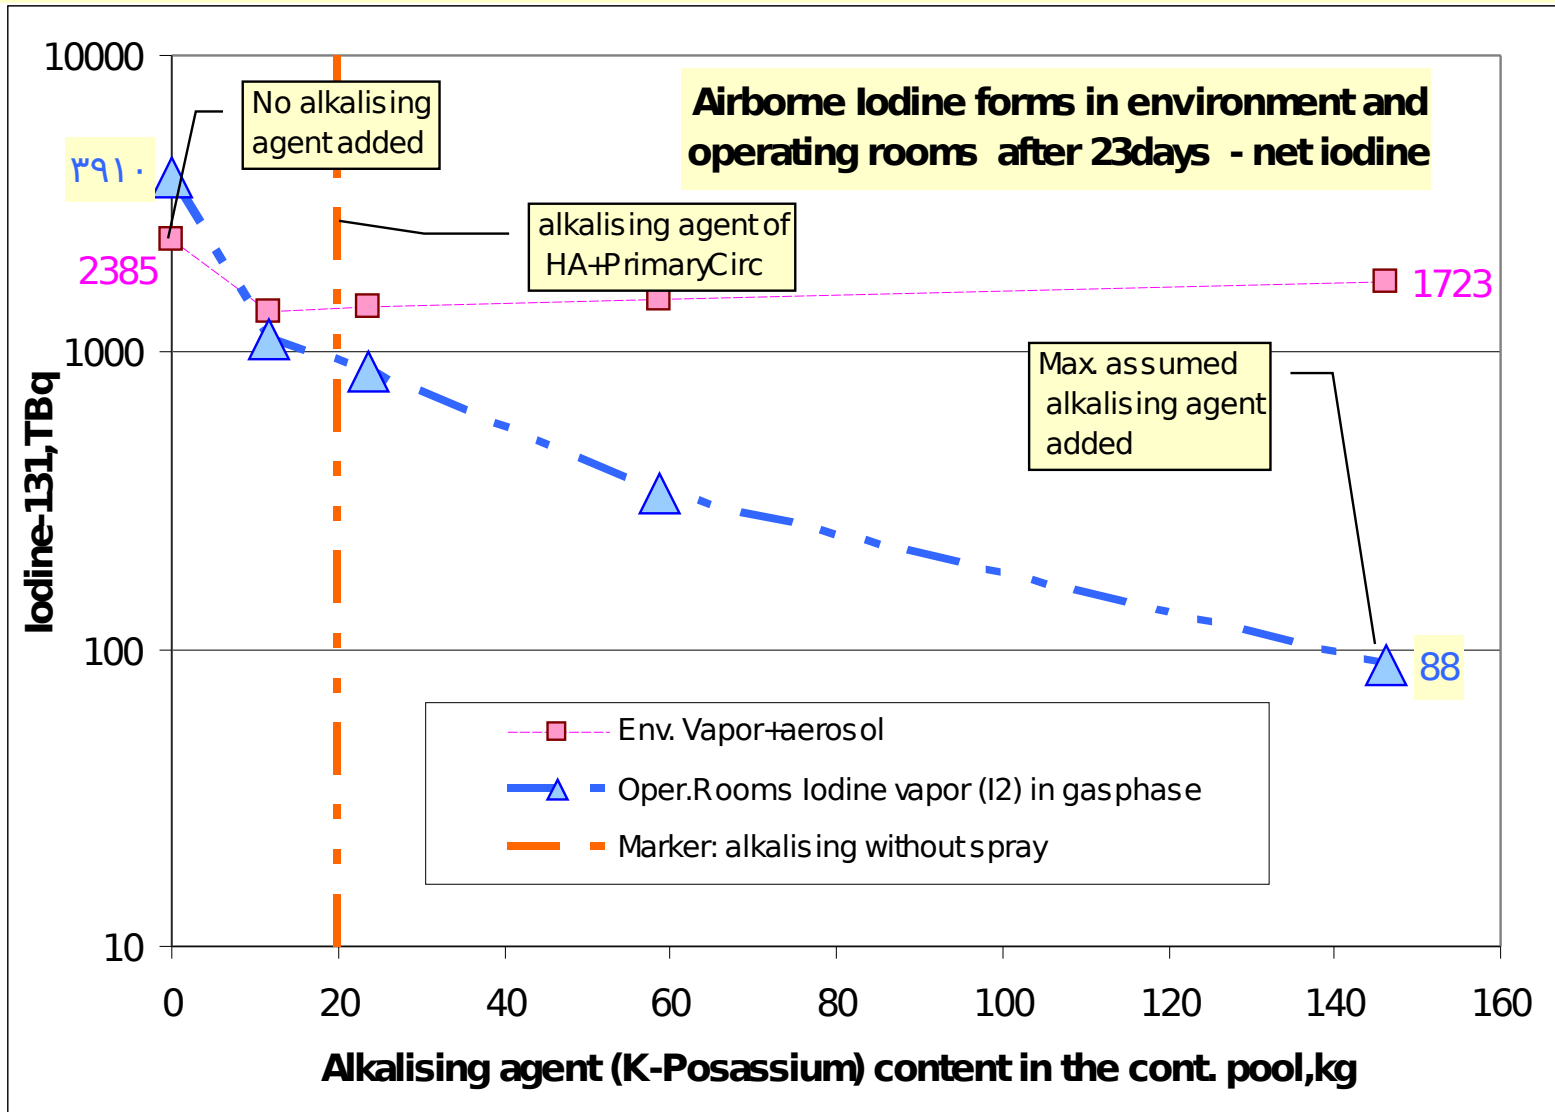 Airborne Iodine forms in environment and
operating rooms after 23days - net iodine
10000
1000
100
10
Iodine-131,TBq
No alkalising
agent added
۳۹۱۰
2385
alkalising agent of
HA+PrimaryCirc
1723
Max. assumed
alkalising agent
added
88
Env. Vapor+aerosol
Oper.Rooms Iodine vapor (I2) in gas phase
Marker: alkalising without spray
0 20 40 60 80 100 120 140 160
Alkalising agent (K-Posassium) content in the cont. pool,kg